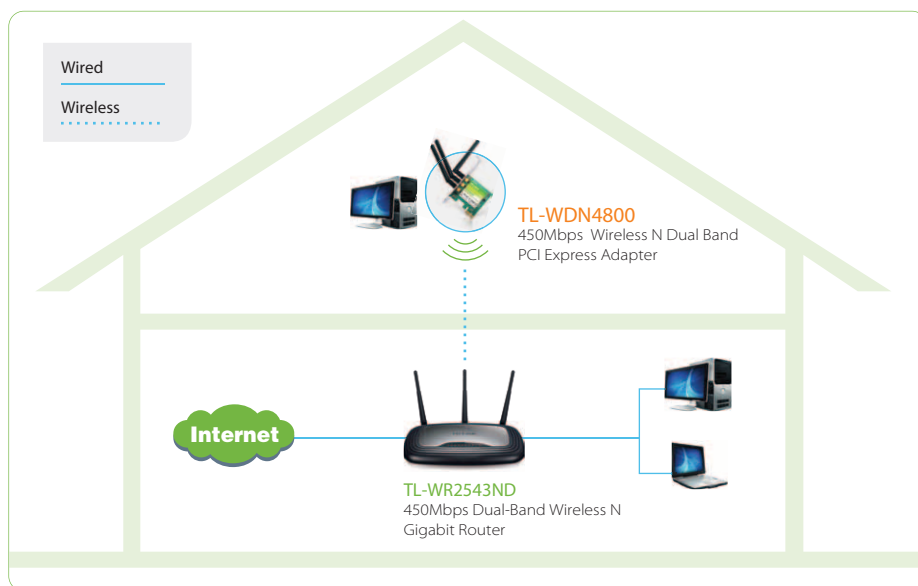 Wired
Wireless
TL-WDN4800
450Mbps Wireless N Dual Band
PCI Express Adapter
Internet
TL-WR2543ND
450Mbps Dual-Band Wireless N
Gigabit Router